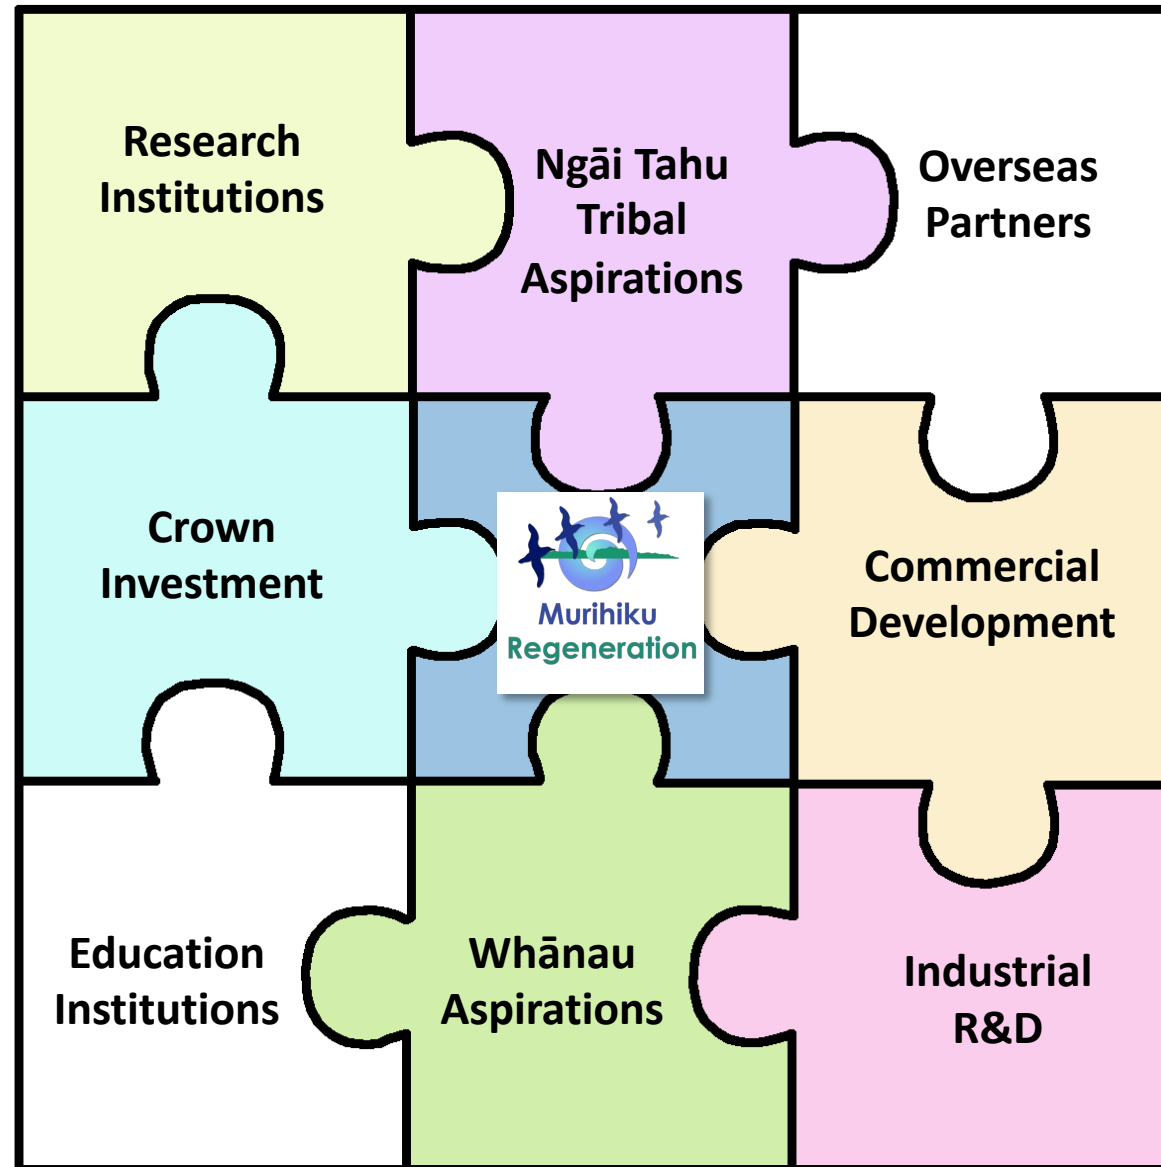 Research
Institutions
Ngāi Tahu
Tribal
Aspirations
Overseas
Partners
Crown
Investment
Murihiku
Regeneration
Commercial
Development
Education
Institutions
Whānau
Aspirations
Industrial
R&D